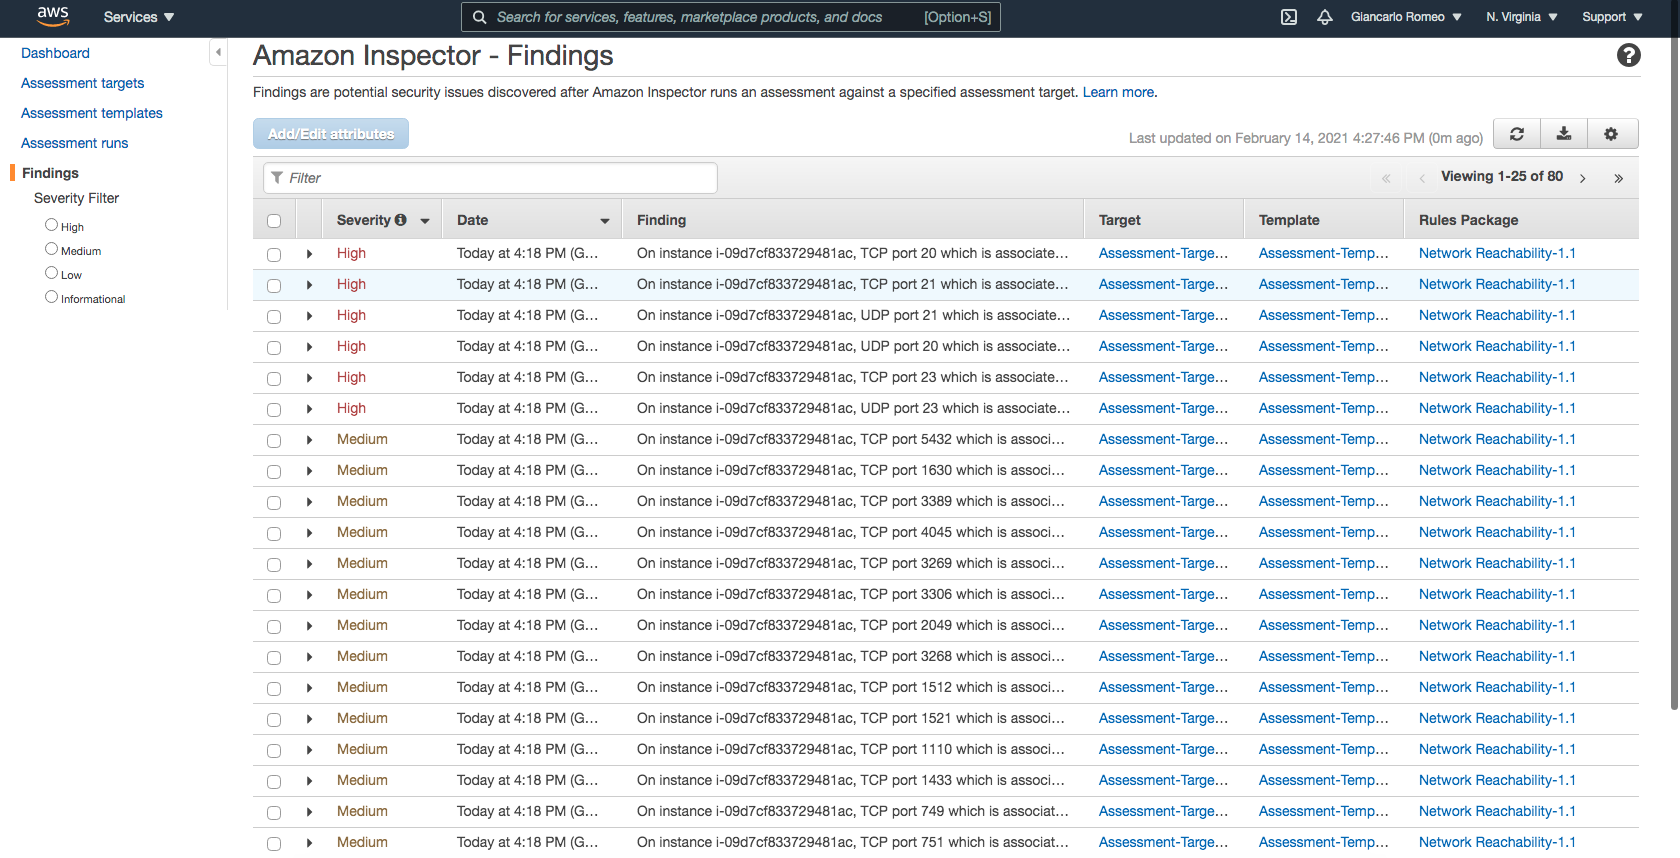 aws Services Search for services, features, marketplace products, and docs [Option+S] Giancarlo Romeo N. Virginia Support
Dashboard
Assessment targets
Assessment templates
Assessment runs
Findings
Severity Filter
High
Medium
Low
Informational
Amazon Inspector - Findings
Findings are potential security issues discovered after Amazon Inspector runs an assessment against a specified assessment target. Learn more.
Add/Edit attributes Last updated on February 14, 2021 4:27:46 PM (0m ago)
Filter « ‹ Viewing 1-25 of 80 › »
Severity Date Finding Target Template Rules Package
High Today at 4:18 PM (G... On instance i-09d7cf833729481ac, TCP port 20 which is associate... Assessment-Targe... Assessment-Temp... Network Reachability-1.1
High Today at 4:18 PM (G... On instance i-09d7cf833729481ac, TCP port 21 which is associate... Assessment-Targe... Assessment-Temp... Network Reachability-1.1
High Today at 4:18 PM (G... On instance i-09d7cf833729481ac, UDP port 21 which is associate... Assessment-Targe... Assessment-Temp... Network Reachability-1.1
High Today at 4:18 PM (G... On instance i-09d7cf833729481ac, UDP port 20 which is associate... Assessment-Targe... Assessment-Temp... Network Reachability-1.1
High Today at 4:18 PM (G... On instance i-09d7cf833729481ac, TCP port 23 which is associate... Assessment-Targe... Assessment-Temp... Network Reachability-1.1
High Today at 4:18 PM (G... On instance i-09d7cf833729481ac, UDP port 23 which is associate... Assessment-Targe... Assessment-Temp... Network Reachability-1.1
Medium Today at 4:18 PM (G... On instance i-09d7cf833729481ac, TCP port 5432 which is associ... Assessment-Targe... Assessment-Temp... Network Reachability-1.1
Medium Today at 4:18 PM (G... On instance i-09d7cf833729481ac, TCP port 1630 which is associ... Assessment-Targe... Assessment-Temp... Network Reachability-1.1
Medium Today at 4:18 PM (G... On instance i-09d7cf833729481ac, TCP port 3389 which is associ... Assessment-Targe... Assessment-Temp... Network Reachability-1.1
Medium Today at 4:18 PM (G... On instance i-09d7cf833729481ac, TCP port 4045 which is associ... Assessment-Targe... Assessment-Temp... Network Reachability-1.1
Medium Today at 4:18 PM (G... On instance i-09d7cf833729481ac, TCP port 3269 which is associ... Assessment-Targe... Assessment-Temp... Network Reachability-1.1
Medium Today at 4:18 PM (G... On instance i-09d7cf833729481ac, TCP port 3306 which is associ... Assessment-Targe... Assessment-Temp... Network Reachability-1.1
Medium Today at 4:18 PM (G... On instance i-09d7cf833729481ac, TCP port 2049 which is associ... Assessment-Targe... Assessment-Temp... Network Reachability-1.1
Medium Today at 4:18 PM (G... On instance i-09d7cf833729481ac, TCP port 3268 which is associ... Assessment-Targe... Assessment-Temp... Network Reachability-1.1
Medium Today at 4:18 PM (G... On instance i-09d7cf833729481ac, TCP port 1512 which is associ... Assessment-Targe... Assessment-Temp... Network Reachability-1.1
Medium Today at 4:18 PM (G... On instance i-09d7cf833729481ac, TCP port 1521 which is associ... Assessment-Targe... Assessment-Temp... Network Reachability-1.1
Medium Today at 4:18 PM (G... On instance i-09d7cf833729481ac, TCP port 1110 which is associ... Assessment-Targe... Assessment-Temp... Network Reachability-1.1
Medium Today at 4:18 PM (G... On instance i-09d7cf833729481ac, TCP port 1433 which is associ... Assessment-Targe... Assessment-Temp... Network Reachability-1.1
Medium Today at 4:18 PM (G... On instance i-09d7cf833729481ac, TCP port 749 which is associat... Assessment-Targe... Assessment-Temp... Network Reachability-1.1
Medium Today at 4:18 PM (G... On instance i-09d7cf833729481ac, TCP port 751 which is associat... Assessment-Targe... Assessment-Temp... Network Reachability-1.1